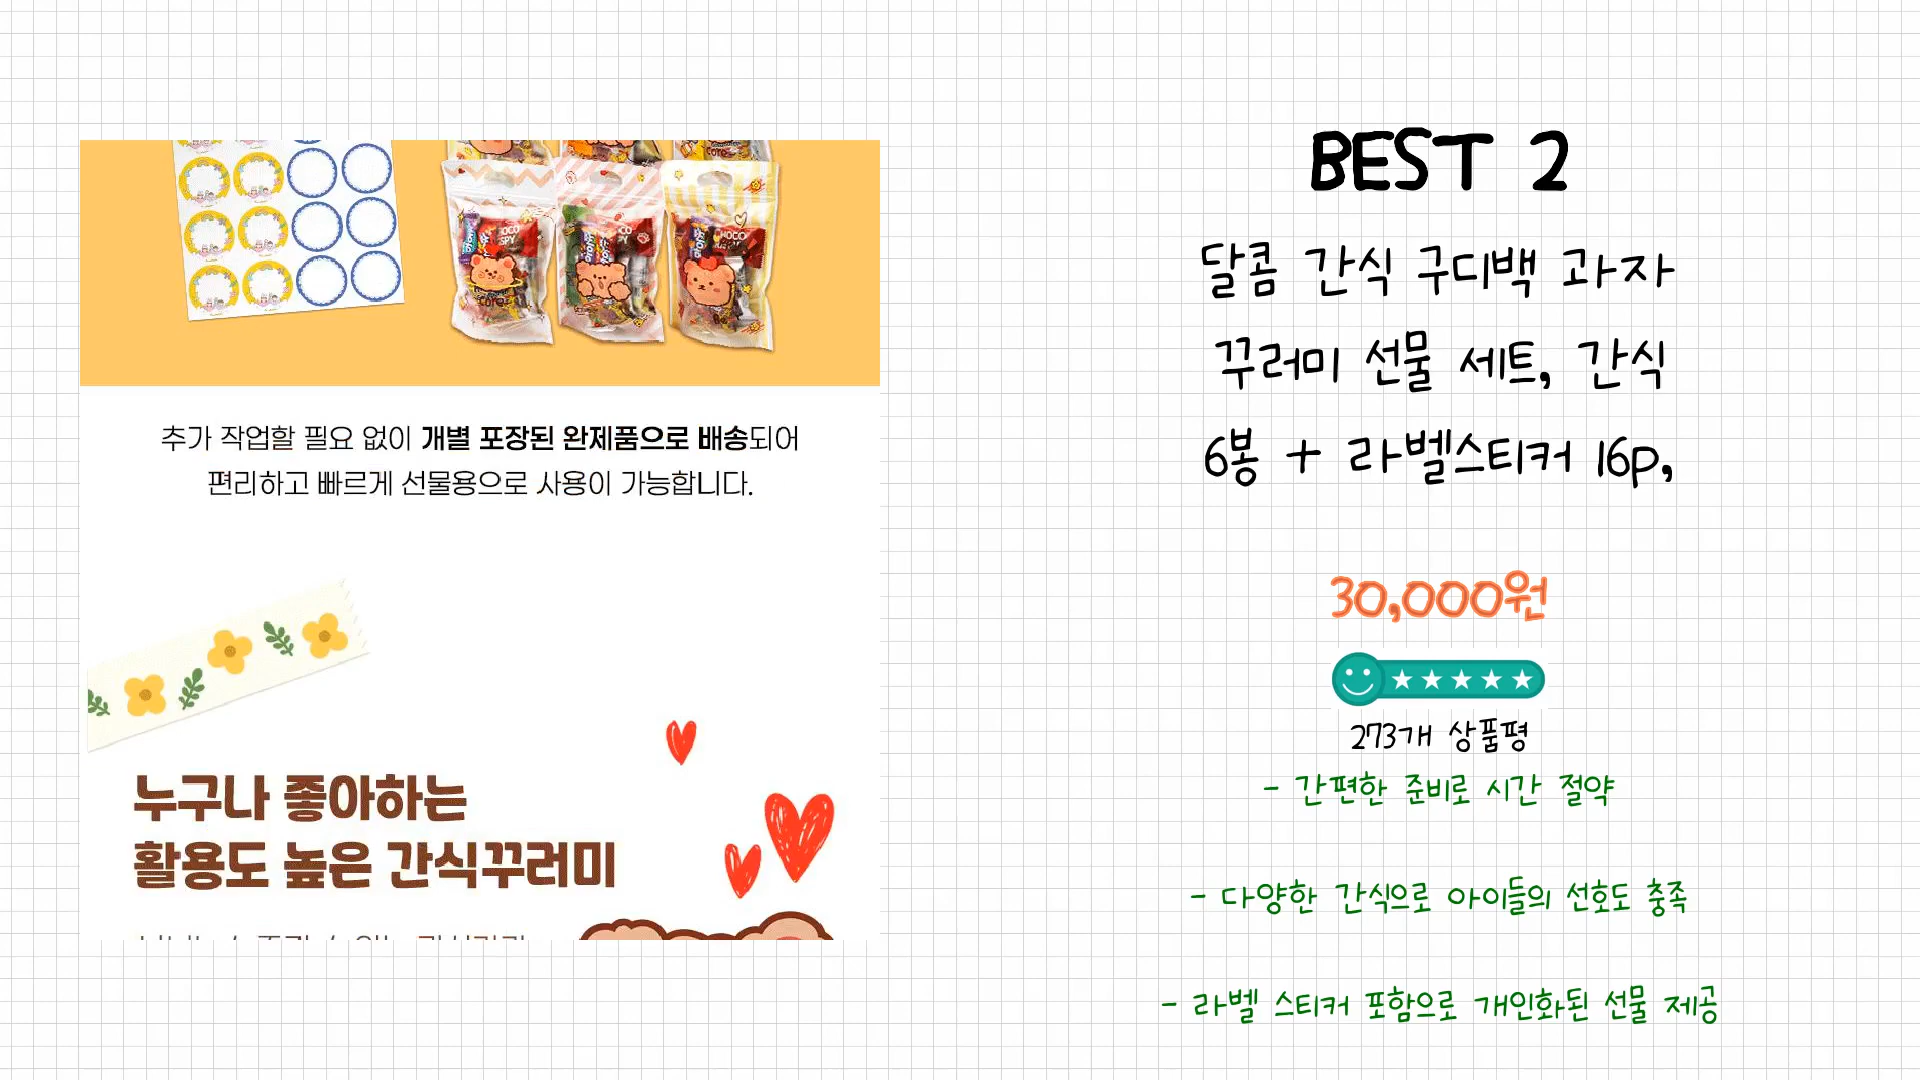 추가 작업할 필요 없이 개별 포장된 완제품으로 배송되어
편리하고 빠르게 선물용으로 사용이 가능합니다.
누구나 좋아하는
활용도 높은 간식꾸러미
BEST 2
달콤 간식 구디백 과자
꾸러미 선물 세트, 간식
6봉 + 라벨스티커 16p,
30,000원
273개 상품평
- 간편한 준비로 시간 절약
- 다양한 간식으로 아이들의 선호도 충족
- 라벨 스티커 포함으로 개인화된 선물 제공